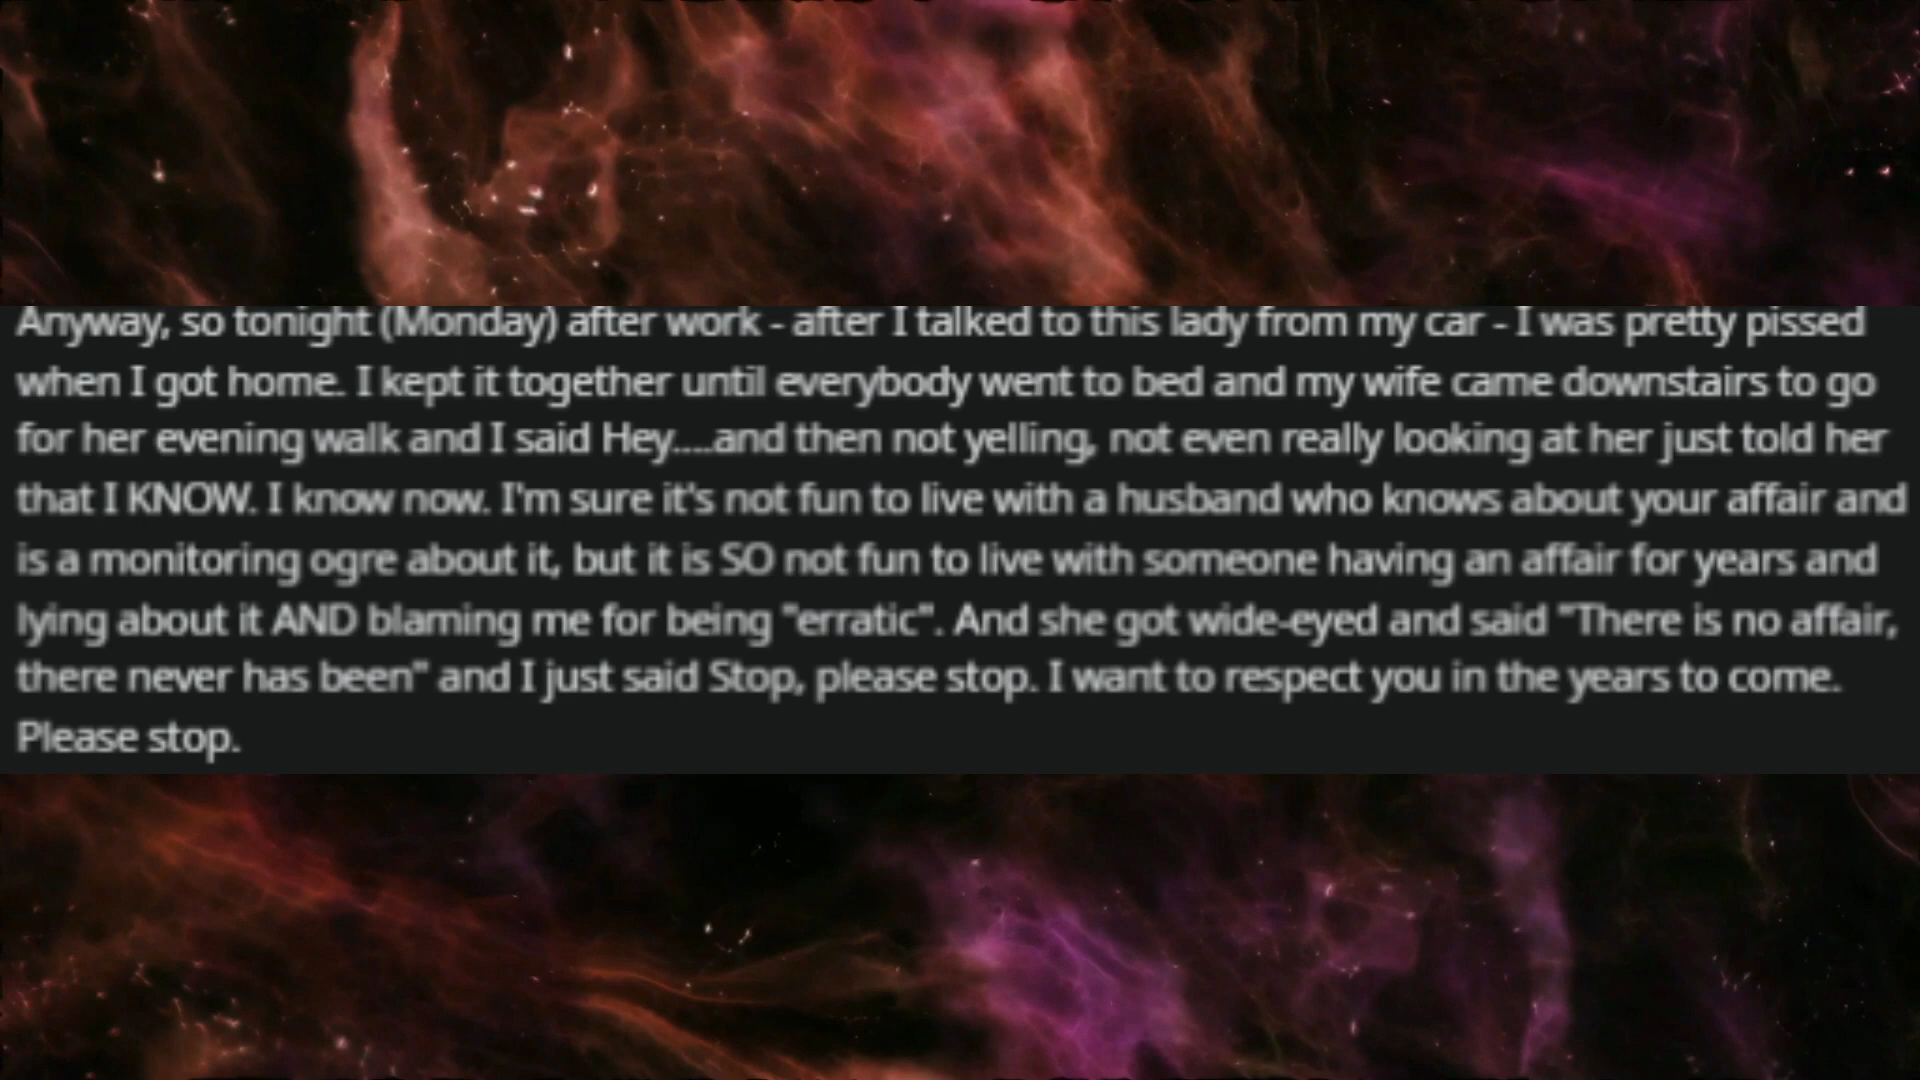 Anyway, so tonight (Monday) after work - after I talked to this lady from my car - I was pretty pissed
when I got home. I kept it together until everybody went to bed and my wife came downstairs to go
for her evening walk and I said Hey....and then not yelling, not even really looking at her just told her
that I KNOW. I know now. I'm sure it's not fun to live with a husband who knows about your affair and
is a monitoring ogre about it, but it is SO not fun to live with someone having an affair for years and
lying about it AND blaming me for being "erratic". And she got wide-eyed and said "There is no affair,
there never has been" and I just said Stop, please stop. I want to respect you in the years to come.
Please stop.